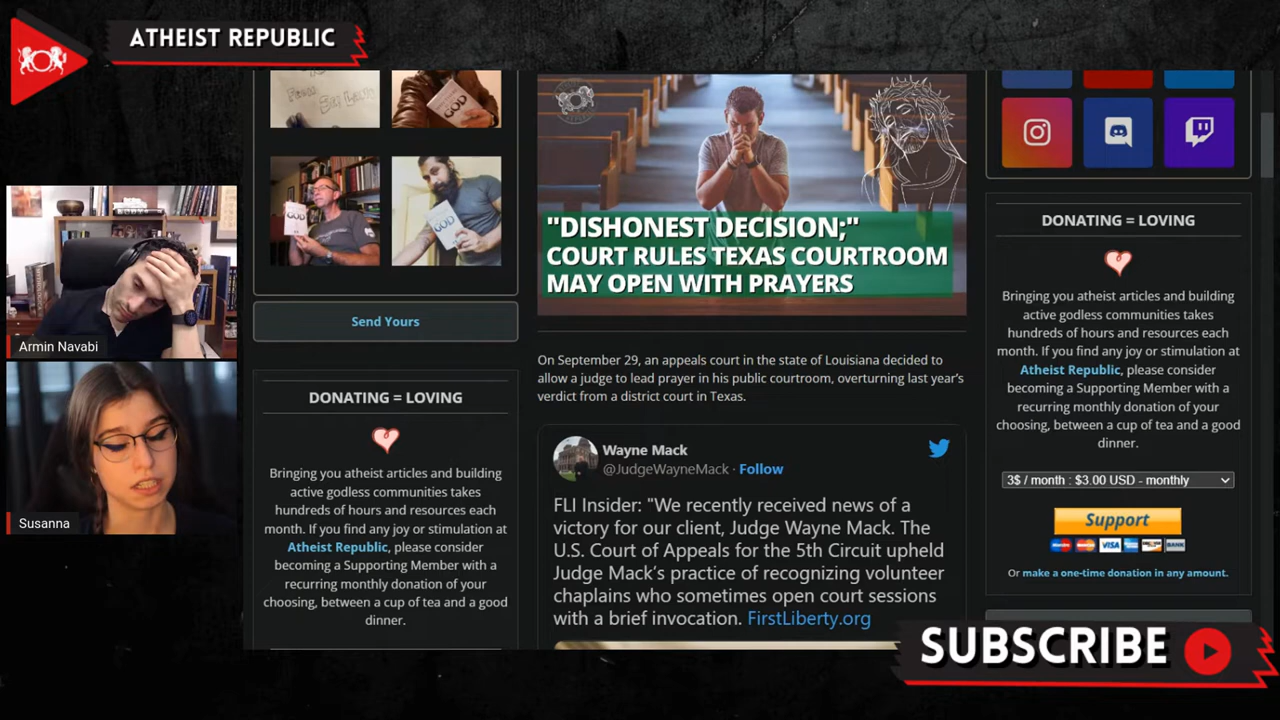 ATHEIST REPUBLIC
Armin Navabi
Susanna
GOD
GOD
GOD
Send Yours
DONATING = LOVING
Bringing you atheist articles and building
active godless communities takes
hundreds of hours and resources each
month. If you find any joy or stimulation at
Atheist Republic, please consider
becoming a Supporting Member with a
recurring monthly donation of your
choosing, between a cup of tea and a good
dinner.
"DISHONEST DECISION;"
COURT RULES TEXAS COURTROOM
MAY OPEN WITH PRAYERS
On September 29, an appeals court in the state of Louisiana decided to
allow a judge to lead prayer in his public courtroom, overturning last year's
verdict from a district court in Texas.
Wayne Mack
@JudgeWayneMack · Follow
FLI Insider: "We recently received news of a
victory for our client, Judge Wayne Mack. The
U.S. Court of Appeals for the 5th Circuit upheld
Judge Mack's practice of recognizing volunteer
chaplains who sometimes open court sessions
with a brief invocation. FirstLiberty.org
DONATING = LOVING
Bringing you atheist articles and building
active godless communities takes
hundreds of hours and resources each
month. If you find any joy or stimulation at
Atheist Republic, please consider
becoming a Supporting Member with a
recurring monthly donation of your
choosing, between a cup of tea and a good
dinner.
3$ / month : $3.00 USD - monthly
Support
VISA
BANK
Or make a one-time donation in any amount.
SUBSCRIBE